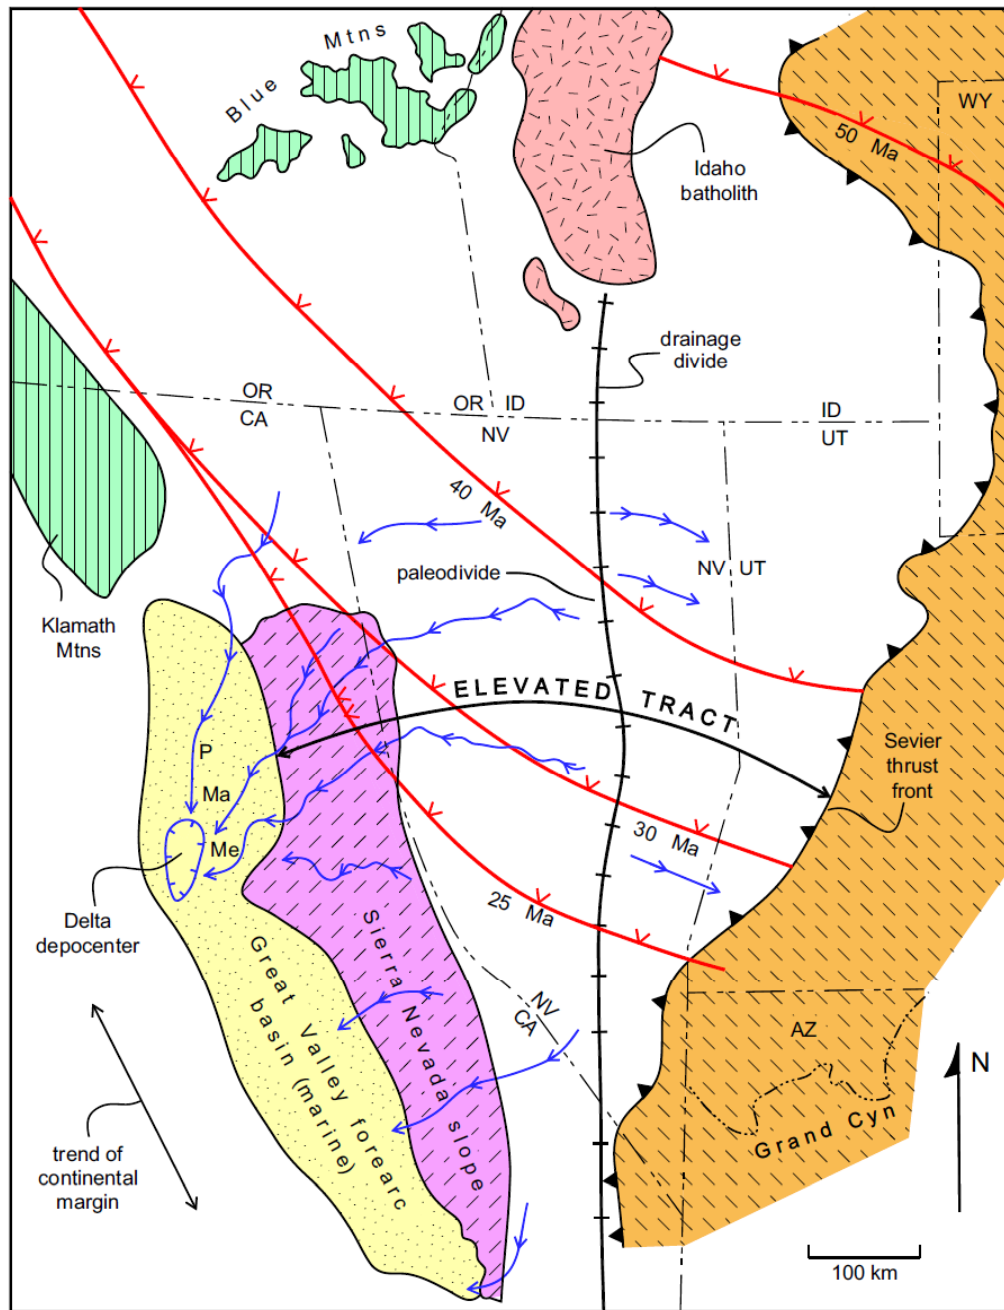 Blue Mtns
WY
50 Ma
Idaho
batholith
drainage
divide
OR
CA
OR ID
NV
ID
UT
40 Ma
NV UT
paleodivide
Klamath
Mtns
ELEVATED TRACT
P
Ma
Me
Sevier
thrust
front
30 Ma
25 Ma
Delta
depocenter
Sierra Nevada slope
Great Valley forearc
basin (marine)
NV
CA
AZ
Grand Cyn
N
trend of
continental
margin
100 km